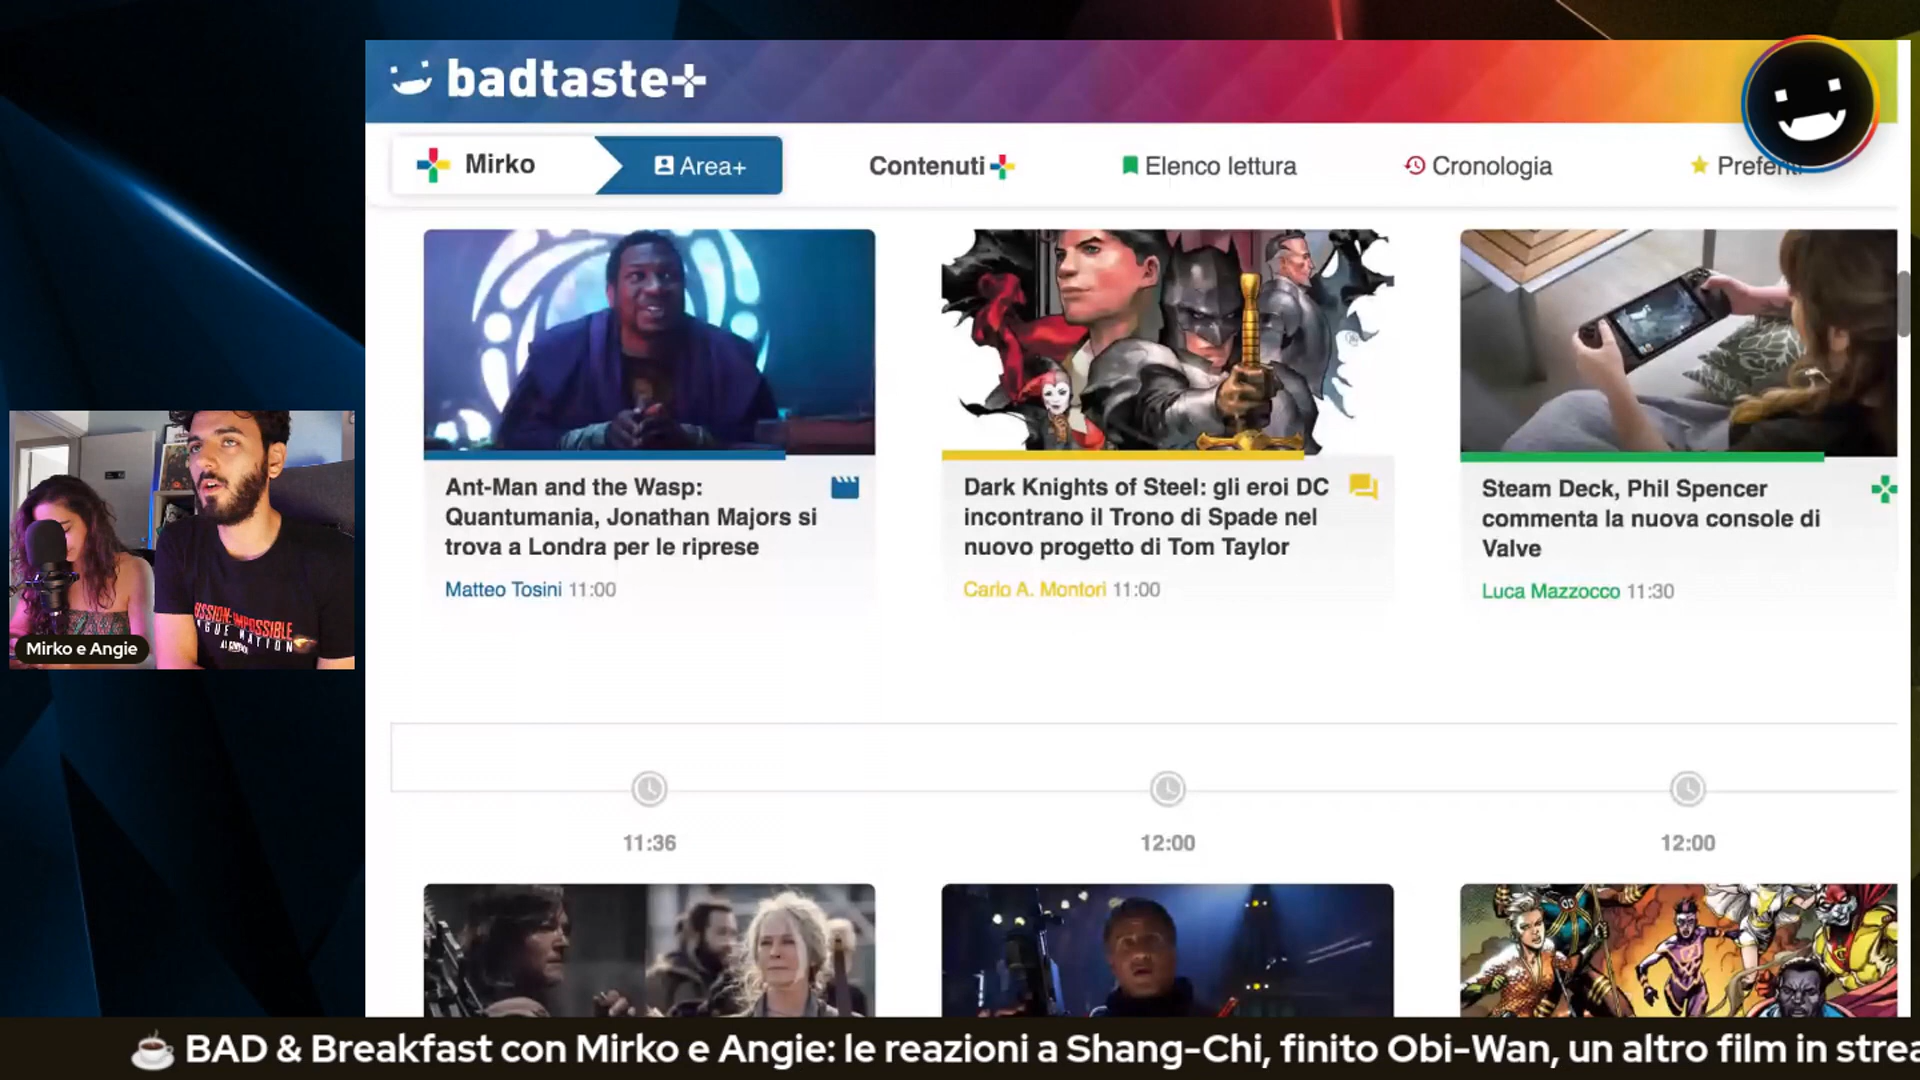 badtaste+
Mirko
Area+
Contenuti
Elenco lettura
Cronologia
Preferiti
Ant-Man and the Wasp:
Quantumania, Jonathan Majors si
trova a Londra per le riprese
Matteo Tosini 11:00
Dark Knights of Steel: gli eroi DC
incontrano il Trono di Spade nel
nuovo progetto di Tom Taylor
Carlo A. Montori 11:00
Steam Deck, Phil Spencer
commenta la nuova console di
Valve
Luca Mazzocco 11:30
Mirko e Angie
11:36
12:00
12:00
BAD & Breakfast con Mirko e Angie: le reazioni a Shang-Chi, finito Obi-Wan, un altro film in strea